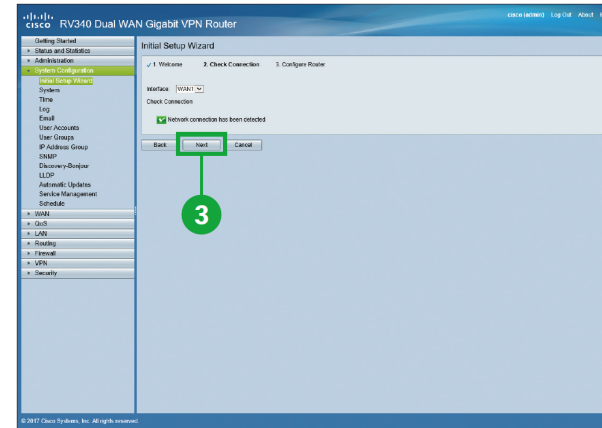 cisco RV340 Dual WAN Gigabit VPN Router
cisco (admin) Log Out About
Getting Started
Status and Statistics
Administration
System Configuration
Initial Setup Wizard
System
Time
Log
Email
User Accounts
User Groups
IP Address Group
SNMP
Discovery-Bonjour
LLDP
Automatic Updates
Service Management
Schedule
WAN
QoS
LAN
Routing
Firewall
VPN
Security
Initial Setup Wizard
✓ 1. Welcome 2. Check Connection 3. Configure Router
Interface WAN1
Check Connection
Network connection has been detected
Back Next Cancel
3
© 2017 Cisco Systems, Inc. All rights reserved.